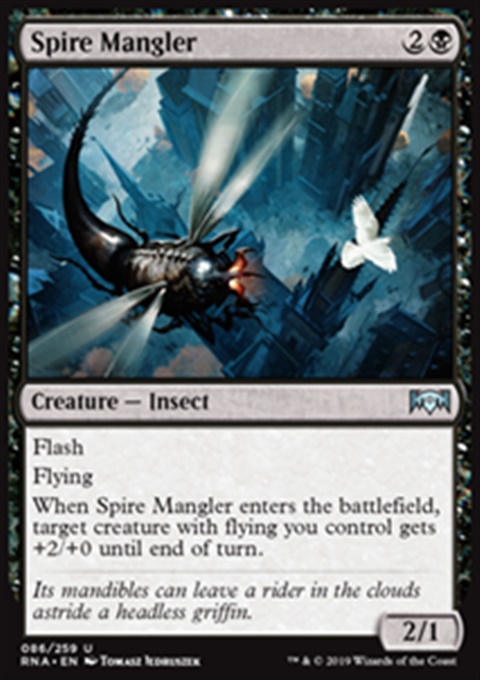 Spire Mangler 2
Creature — Insect
Flash
Flying
When Spire Mangler enters the battlefield,
target creature with flying you control gets
+2/+0 until end of turn.
Its mandibles can leave a rider in the clouds
astride a headless griffin.
2/1
086/259 U
RNA • EN Tomasz Jedruszek
™ & © 2019 Wizards of the Coast